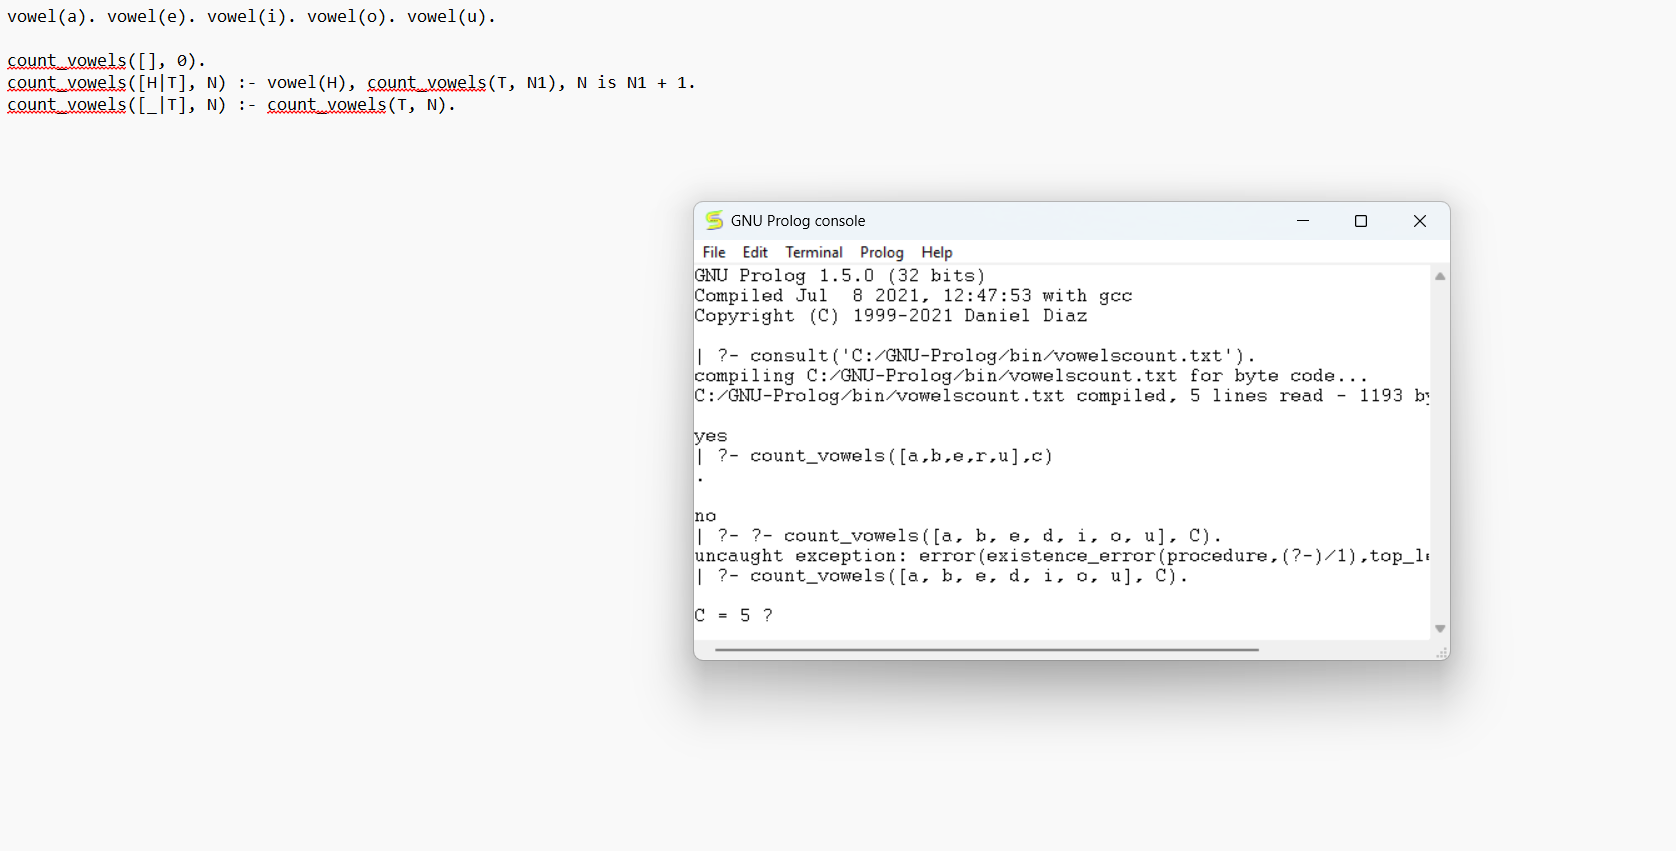 vowel(a). vowel(e). vowel(i). vowel(o). vowel(u).
count_vowels([], 0).
count_vowels([H|T], N) :- vowel(H), count_vowels(T, N1), N is N1 + 1.
count_vowels([_|T], N) :- count_vowels(T, N).
GNU Prolog console
File Edit Terminal Prolog Help
GNU Prolog 1.5.0 (32 bits)
Compiled Jul  8 2021, 12:47:53 with gcc
Copyright (C) 1999-2021 Daniel Diaz
| ?- consult('C:/GNU-Prolog/bin/vowelscount.txt').
compiling C:/GNU-Prolog/bin/vowelscount.txt for byte code...
C:/GNU-Prolog/bin/vowelscount.txt compiled, 5 lines read - 1193 by
yes
| ?- count_vowels([a,b,e,r,u],c)
.
no
| ?- ?- count_vowels([a, b, e, d, i, o, u], C).
uncaught exception: error(existence_error(procedure,(?-)/1),top_le
| ?- count_vowels([a, b, e, d, i, o, u], C).
C = 5 ?